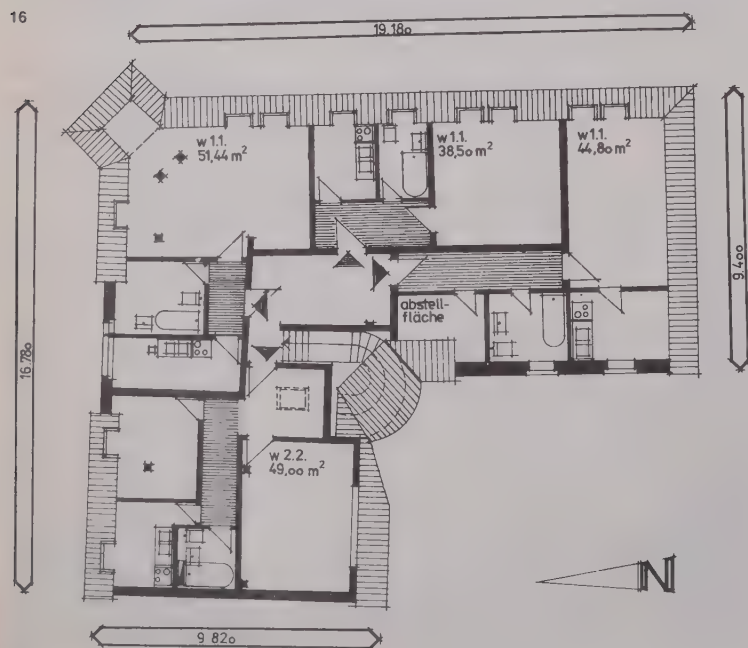 16
19.18o
w 1.1.
51,44 m²
w 1.1.
38,5o m²
w 1.1.
44,8o m²
9.4oo
16.78o
abstell-
fläche
w 2.2.
49,oo m²
N
9 82o